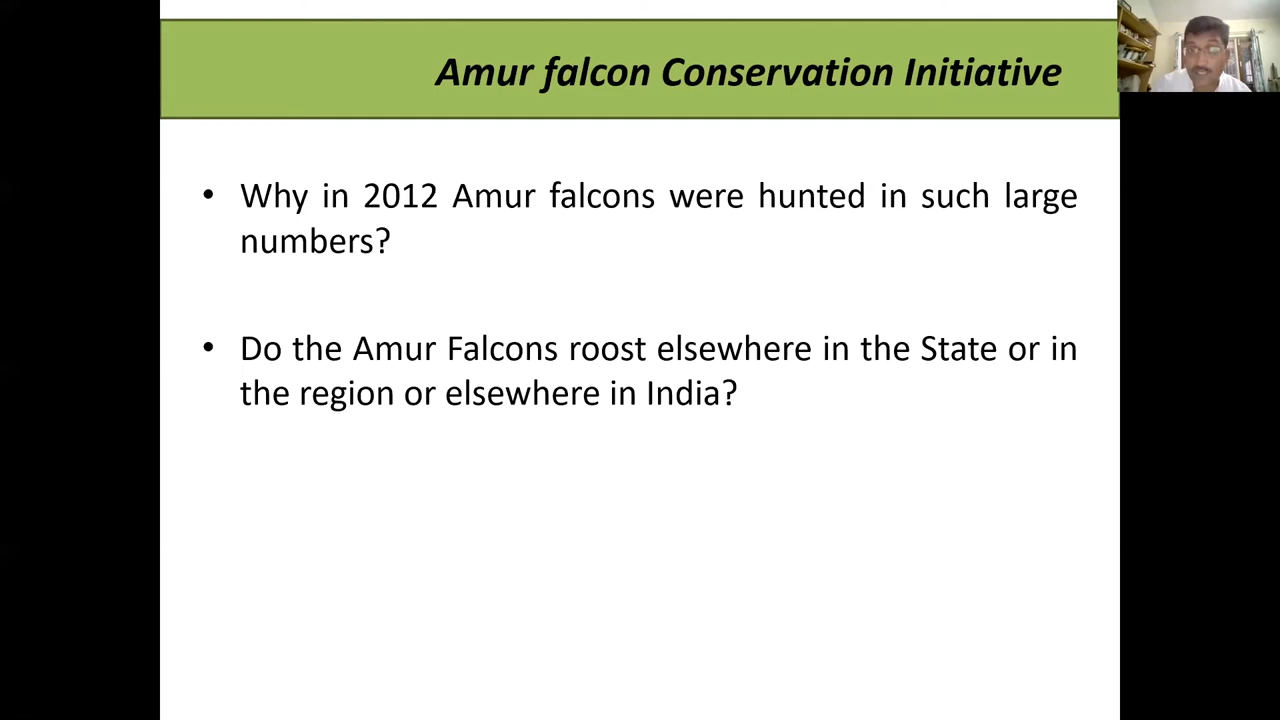 Amur falcon Conservation Initiative
• Why in 2012 Amur falcons were hunted in such large
numbers?
• Do the Amur Falcons roost elsewhere in the State or in
the region or elsewhere in India?